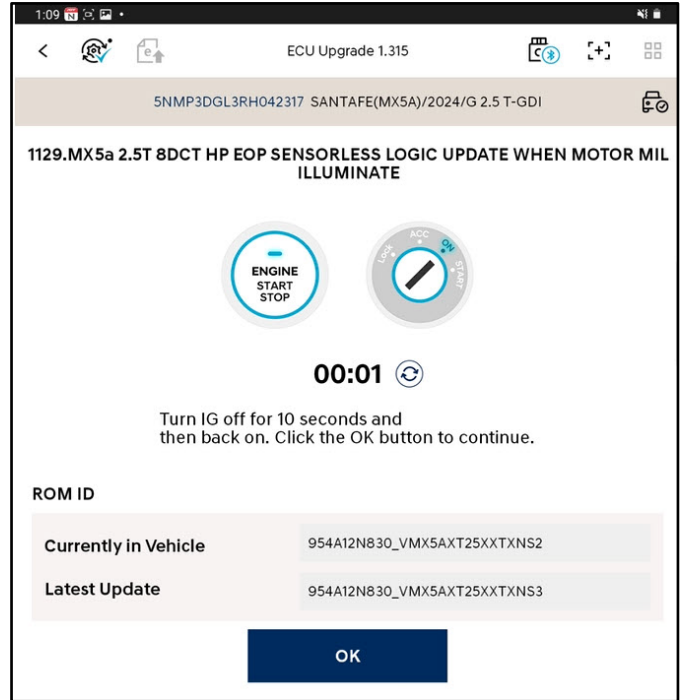 1:09
ECU Upgrade 1.315
5NMP3DGL3RH042317 SANTAFE(MX5A)/2024/G 2.5 T-GDI
1129.MX5a 2.5T 8DCT HP EOP SENSORLESS LOGIC UPDATE WHEN MOTOR MIL
ILLUMINATE
ENGINE
START
STOP
Lock
ACC
ON
START
00:01
Turn IG off for 10 seconds and
then back on. Click the OK button to continue.
ROM ID
Currently in Vehicle
954A12N830_VMX5AXT25XXTXNS2
Latest Update
954A12N830_VMX5AXT25XXTXNS3
OK